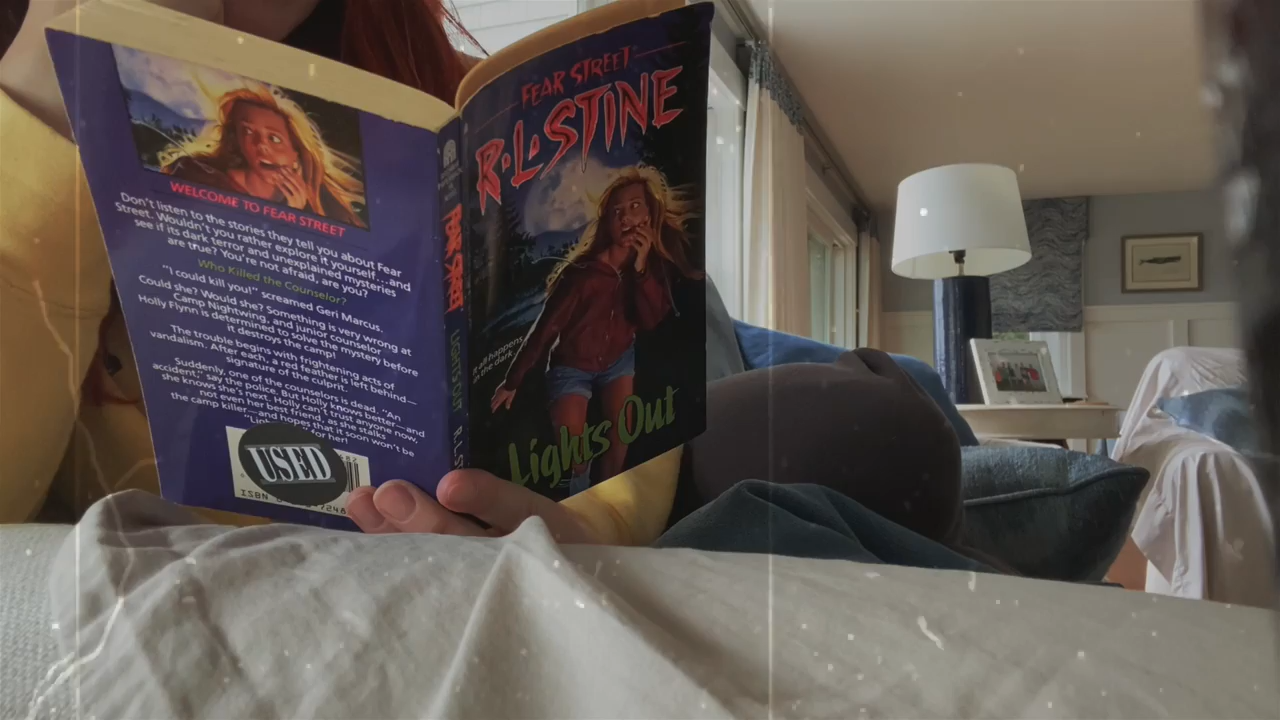 WELCOME TO FEAR STREET
Don't listen to the stories they tell you about Fear
Street. Wouldn't you rather explore it yourself...and
see if its dark terror and unexplained mysteries
are true? You're not afraid, are you?
Who Killed the Counselor?
"I could kill you!" screamed Geri Marcus.
Could she? Would she? Something is very wrong at
Camp Nightwing, and junior counselor
Holly Flynn is determined to solve the mystery before
it destroys the camp!
The trouble begins with frightening acts of
vandalism. After each, a red feather is left behind—
signature of the culprit.
Suddenly, one of the counselors is dead. "An
accident," say the police. But Holly knows better—and
she knows she's next. Holly can't trust anyone now,
not even her best friend, as she stalks
the camp killer—and hopes that it soon won't be
for her!
USED
ISBN
FEAR STREET
LIGHTS OUT
FEAR STREET
R·L·STINE
It all happens
in the dark...
Lights Out